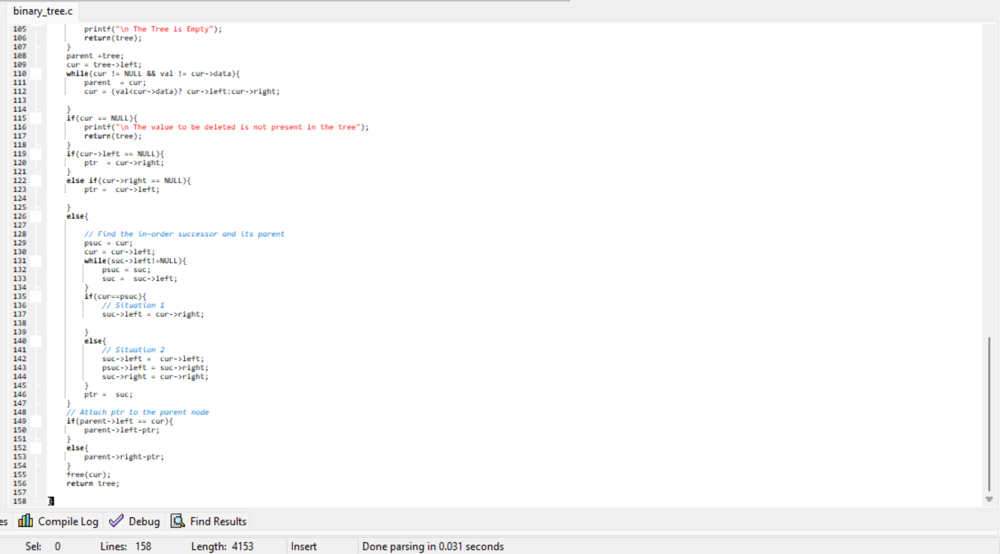 binary_tree.c
105 printf("\n The Tree is Empty");
106 return(tree);
107 }
108 parent =tree;
109 cur = tree->left;
110 while(cur != NULL && val != cur->data){
111 parent  = cur;
112 cur = (val<cur->data)? cur->left:cur->right;
113
114 }
115 if(cur == NULL){
116 printf("\n The value to be deleted is not present in the tree");
117 return(tree);
118 }
119 if(cur->left == NULL){
120 ptr  = cur->right;
121 }
122 else if(cur->right == NULL){
123 ptr =  cur->left;
124
125 }
126 else{
127
128 // Find the in-order successor and its parent
129 psuc = cur;
130 cur = cur->left;
131 while(suc->left!=NULL){
132 psuc = suc;
133 suc =  suc->left;
134 }
135 if(cur==psuc){
136 // Situation 1
137 suc->left = cur->right;
138
139 }
140 else{
141 // Situation 2
142 suc->left =  cur->left;
143 psuc->left = suc->right;
144 suc->right = cur->right;
145 }
146 ptr =  suc;
147 }
148 // Attach ptr to the parent node
149 if(parent->left == cur){
150 parent->left-ptr;
151 }
152 else{
153 parent->right-ptr;
154 }
155 free(cur);
156 return tree;
157
158 }
es Compile Log Debug Find Results
Sel: 0 Lines: 158 Length: 4153 Insert Done parsing in 0.031 seconds